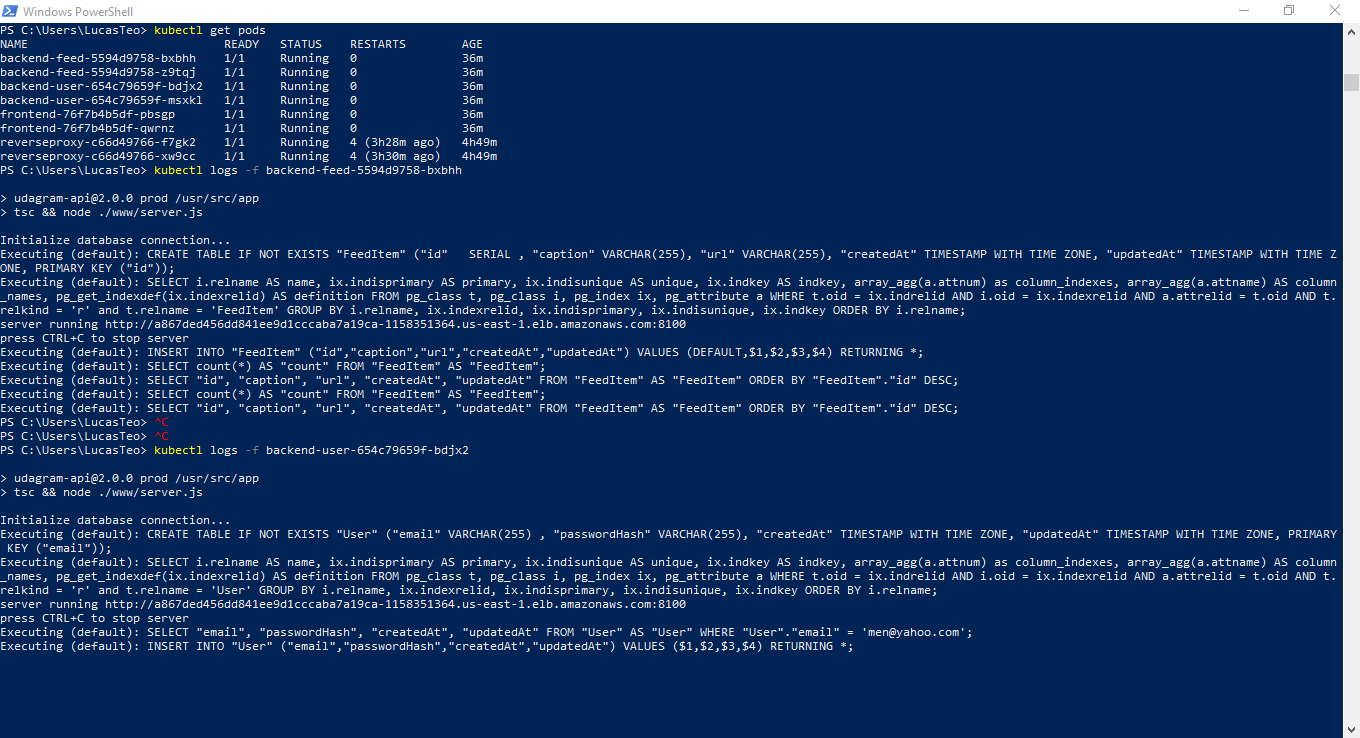 Windows PowerShell
PS C:\Users\LucasTeo> kubectl get pods
NAME READY STATUS RESTARTS AGE
backend-feed-5594d9758-bxbhh 1/1 Running 0 36m
backend-feed-5594d9758-z9tqj 1/1 Running 0 36m
backend-user-654c79659f-bdjx2 1/1 Running 0 36m
backend-user-654c79659f-msxkl 1/1 Running 0 36m
frontend-76f7b4b5df-pbsgp 1/1 Running 0 36m
frontend-76f7b4b5df-qwrnz 1/1 Running 0 36m
reverseproxy-c66d49766-f7gk2 1/1 Running 4 (3h28m ago) 4h49m
reverseproxy-c66d49766-xw9cc 1/1 Running 4 (3h30m ago) 4h49m
PS C:\Users\LucasTeo> kubectl logs -f backend-feed-5594d9758-bxbhh
> udagram-api@2.0.0 prod /usr/src/app
> tsc && node ./www/server.js
Initialize database connection...
Executing (default): CREATE TABLE IF NOT EXISTS "FeedItem" ("id"   SERIAL , "caption" VARCHAR(255), "url" VARCHAR(255), "createdAt" TIMESTAMP WITH TIME ZONE, "updatedAt" TIMESTAMP WITH TIME Z
ONE, PRIMARY KEY ("id"));
Executing (default): SELECT i.relname AS name, ix.indisprimary AS primary, ix.indisunique AS unique, ix.indkey AS indkey, array_agg(a.attnum) as column_indexes, array_agg(a.attname) AS column
_names, pg_get_indexdef(ix.indexrelid) AS definition FROM pg_class t, pg_class i, pg_index ix, pg_attribute a WHERE t.oid = ix.indrelid AND i.oid = ix.indexrelid AND a.attrelid = t.oid AND t.
relkind = 'r' and t.relname = 'FeedItem' GROUP BY i.relname, ix.indexrelid, ix.indisprimary, ix.indisunique, ix.indkey ORDER BY i.relname;
server running http://a867ded456dd841ee9d1cccaba7a19ca-1158351364.us-east-1.elb.amazonaws.com:8100
press CTRL+C to stop server
Executing (default): INSERT INTO "FeedItem" ("id","caption","url","createdAt","updatedAt") VALUES (DEFAULT,$1,$2,$3,$4) RETURNING *;
Executing (default): SELECT count(*) AS "count" FROM "FeedItem" AS "FeedItem";
Executing (default): SELECT "id", "caption", "url", "createdAt", "updatedAt" FROM "FeedItem" AS "FeedItem" ORDER BY "FeedItem"."id" DESC;
Executing (default): SELECT count(*) AS "count" FROM "FeedItem" AS "FeedItem";
Executing (default): SELECT "id", "caption", "url", "createdAt", "updatedAt" FROM "FeedItem" AS "FeedItem" ORDER BY "FeedItem"."id" DESC;
PS C:\Users\LucasTeo> ^C
PS C:\Users\LucasTeo> ^C
PS C:\Users\LucasTeo> kubectl logs -f backend-user-654c79659f-bdjx2
> udagram-api@2.0.0 prod /usr/src/app
> tsc && node ./www/server.js
Initialize database connection...
Executing (default): CREATE TABLE IF NOT EXISTS "User" ("email" VARCHAR(255) , "passwordHash" VARCHAR(255), "createdAt" TIMESTAMP WITH TIME ZONE, "updatedAt" TIMESTAMP WITH TIME ZONE, PRIMARY
KEY ("email"));
Executing (default): SELECT i.relname AS name, ix.indisprimary AS primary, ix.indisunique AS unique, ix.indkey AS indkey, array_agg(a.attnum) as column_indexes, array_agg(a.attname) AS column
_names, pg_get_indexdef(ix.indexrelid) AS definition FROM pg_class t, pg_class i, pg_index ix, pg_attribute a WHERE t.oid = ix.indrelid AND i.oid = ix.indexrelid AND a.attrelid = t.oid AND t.
relkind = 'r' and t.relname = 'User' GROUP BY i.relname, ix.indexrelid, ix.indisprimary, ix.indisunique, ix.indkey ORDER BY i.relname;
server running http://a867ded456dd841ee9d1cccaba7a19ca-1158351364.us-east-1.elb.amazonaws.com:8100
press CTRL+C to stop server
Executing (default): SELECT "email", "passwordHash", "createdAt", "updatedAt" FROM "User" AS "User" WHERE "User"."email" = 'men@yahoo.com';
Executing (default): INSERT INTO "User" ("email","passwordHash","createdAt","updatedAt") VALUES ($1,$2,$3,$4) RETURNING *;